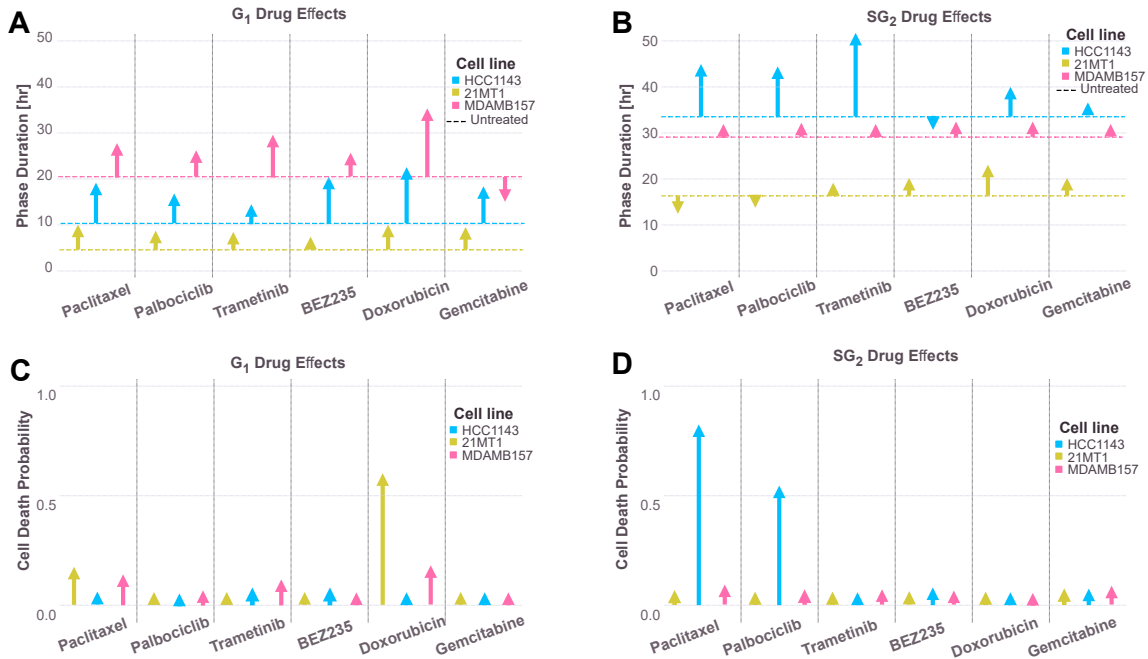 A
G1 Drug Effects
Phase Duration [hr]
50
40
30
20
10
0
Cell line
HCC1143
21MT1
MDAMB157
Untreated
Paclitaxel
Palbociclib
Trametinib
BEZ235
Doxorubicin
Gemcitabine
B
SG2 Drug Effects
Phase Duration [hr]
50
40
30
20
10
0
Cell line
HCC1143
21MT1
MDAMB157
Untreated
Paclitaxel
Palbociclib
Trametinib
BEZ235
Doxorubicin
Gemcitabine
C
G1 Drug Effects
Cell Death Probability
1.0
0.5
0.0
Cell line
HCC1143
21MT1
MDAMB157
Paclitaxel
Palbociclib
Trametinib
BEZ235
Doxorubicin
Gemcitabine
D
SG2 Drug Effects
Cell Death Probability
1.0
0.5
0.0
Cell line
HCC1143
21MT1
MDAMB157
Paclitaxel
Palbociclib
Trametinib
BEZ235
Doxorubicin
Gemcitabine